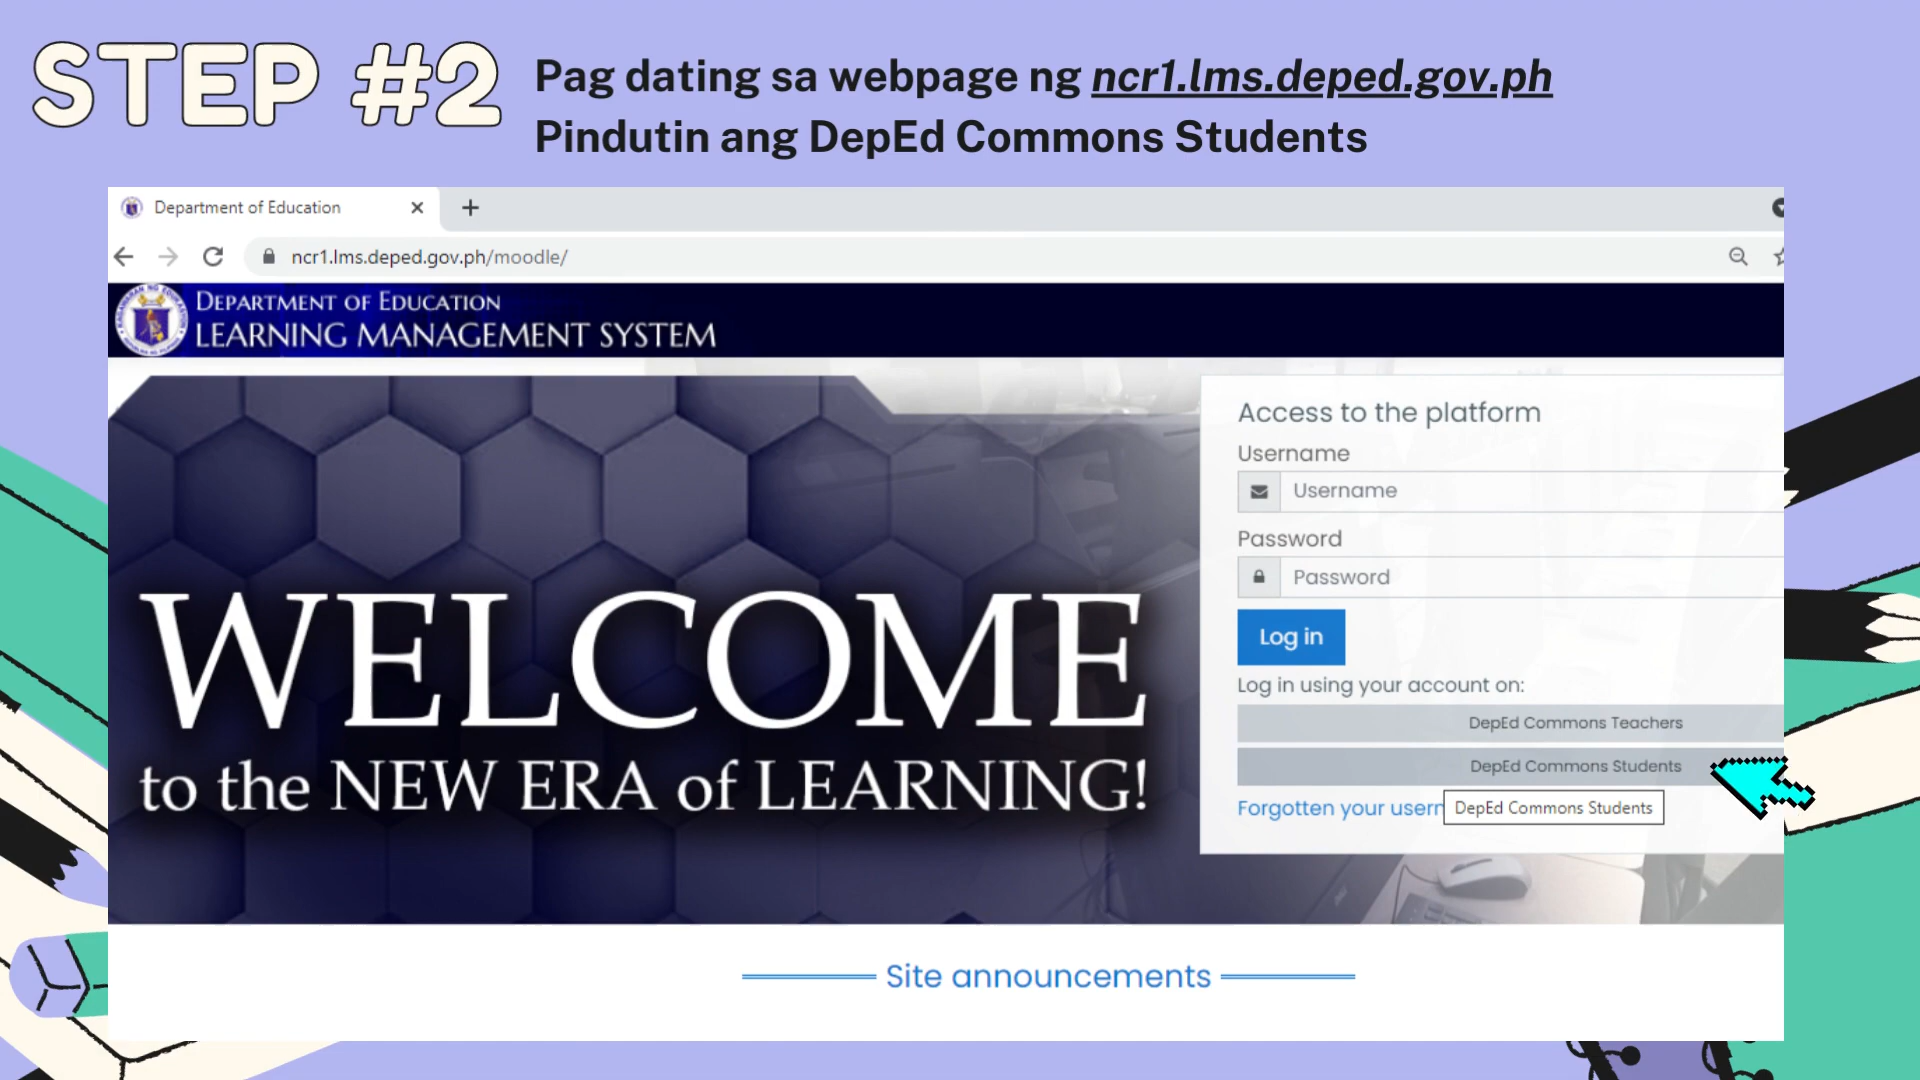 STEP #2
Pag dating sa webpage ng ncr1.lms.deped.gov.ph
Pindutin ang DepEd Commons Students
Department of Education
ncr1.lms.deped.gov.ph/moodle/
DEPARTMENT OF EDUCATION
LEARNING MANAGEMENT SYSTEM
WELCOME
to the NEW ERA of LEARNING!
Access to the platform
Username
Username
Password
Password
Log in
Log in using your account on:
DepEd Commons Teachers
DepEd Commons Students
Forgotten your usern
DepEd Commons Students
Site announcements